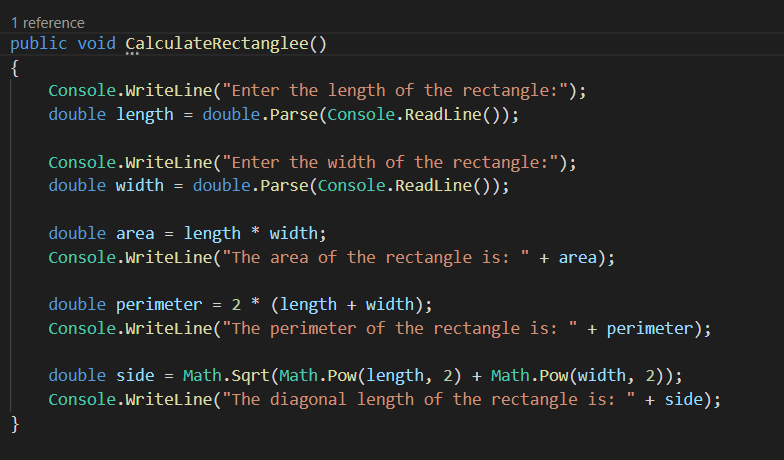 1 reference
public void CalculateRectanglee()
{
Console.WriteLine("Enter the length of the rectangle:");
double length = double.Parse(Console.ReadLine());
Console.WriteLine("Enter the width of the rectangle:");
double width = double.Parse(Console.ReadLine());
double area = length * width;
Console.WriteLine("The area of the rectangle is: " + area);
double perimeter = 2 * (length + width);
Console.WriteLine("The perimeter of the rectangle is: " + perimeter);
double side = Math.Sqrt(Math.Pow(length, 2) + Math.Pow(width, 2));
Console.WriteLine("The diagonal length of the rectangle is: " + side);
}